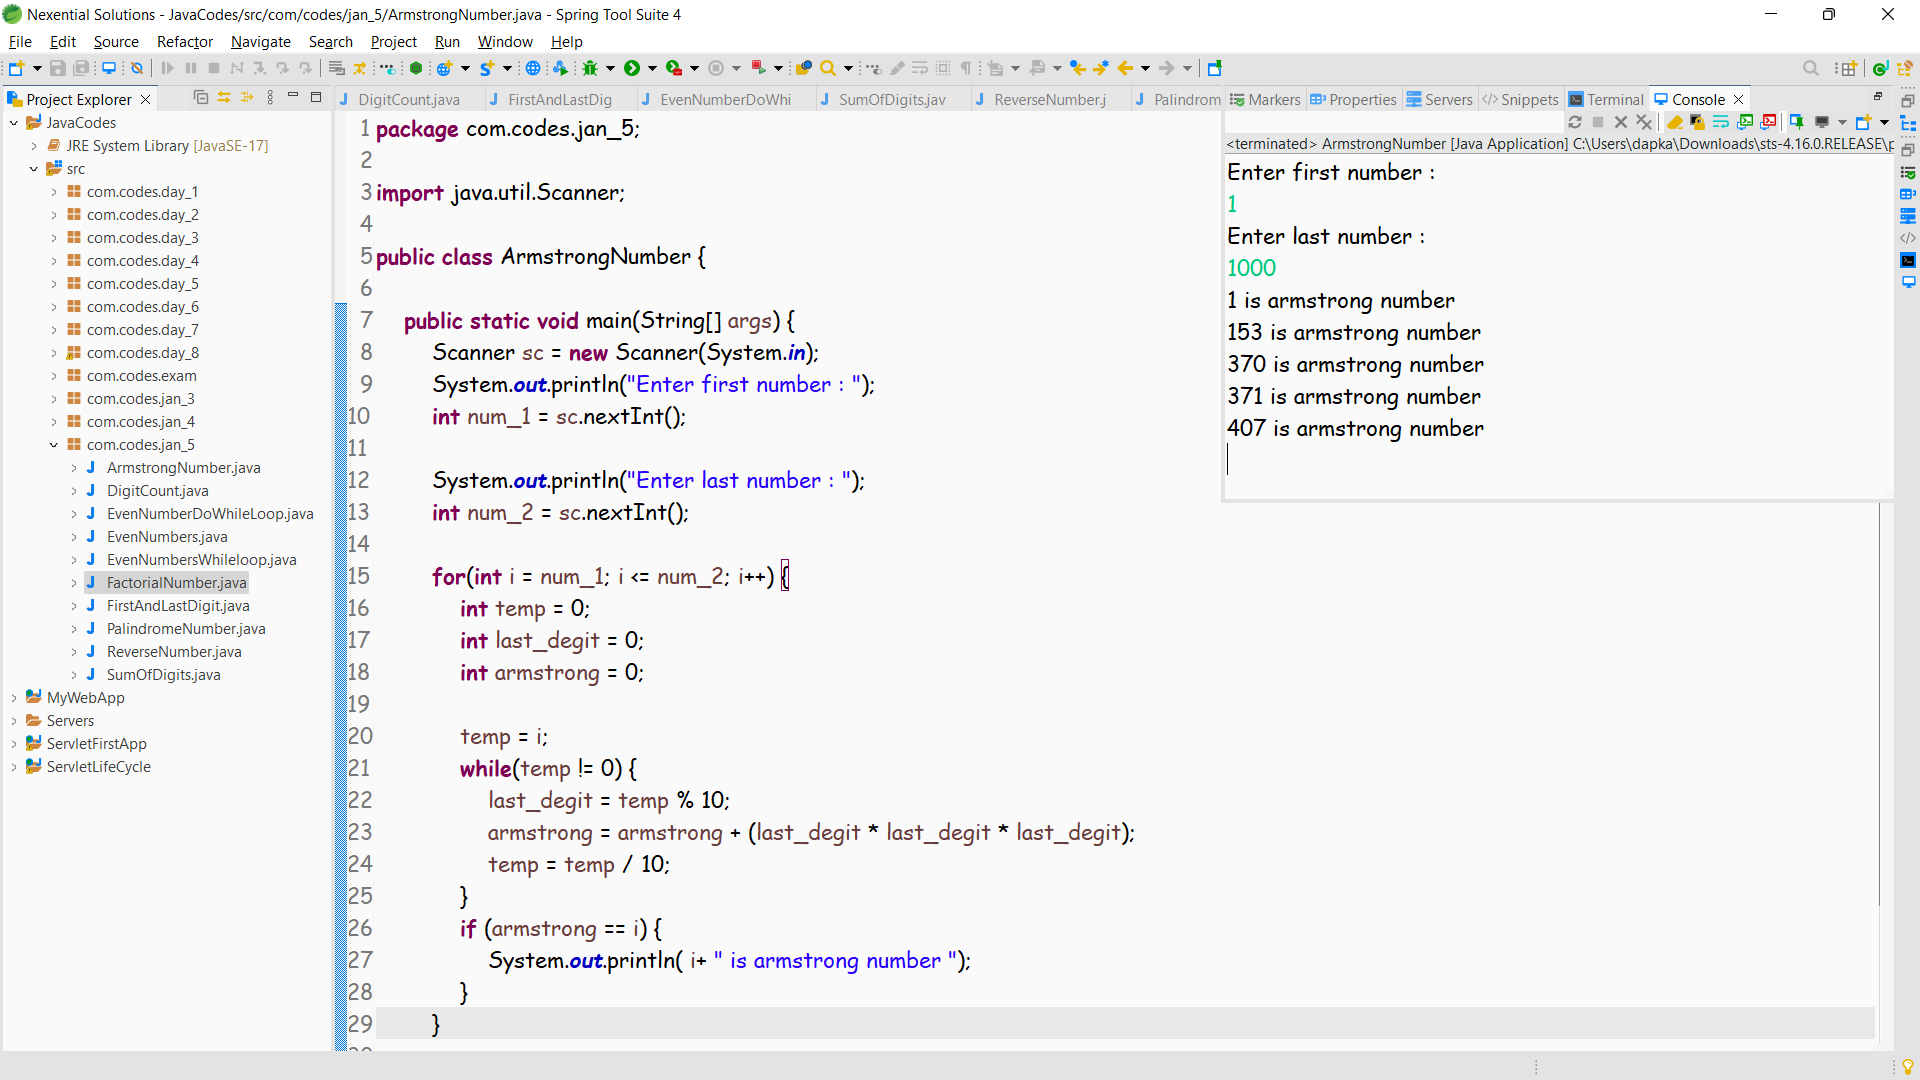 Nexential Solutions - JavaCodes/src/com/codes/jan_5/ArmstrongNumber.java - Spring Tool Suite 4
File Edit Source Refactor Navigate Search Project Run Window Help
Project Explorer
JavaCodes
JRE System Library [JavaSE-17]
src
com.codes.day_1
com.codes.day_2
com.codes.day_3
com.codes.day_4
com.codes.day_5
com.codes.day_6
com.codes.day_7
com.codes.day_8
com.codes.exam
com.codes.jan_3
com.codes.jan_4
com.codes.jan_5
ArmstrongNumber.java
DigitCount.java
EvenNumberDoWhileLoop.java
EvenNumbers.java
EvenNumbersWhileloop.java
FactorialNumber.java
FirstAndLastDigit.java
PalindromeNumber.java
ReverseNumber.java
SumOfDigits.java
MyWebApp
Servers
ServletFirstApp
ServletLifeCycle
DigitCount.java FirstAndLastDig EvenNumberDoWhi SumOfDigits.jav ReverseNumber.j Palindrom
1 package com.codes.jan_5;
2
3 import java.util.Scanner;
4
5 public class ArmstrongNumber {
6
7 public static void main(String[] args) {
8 Scanner sc = new Scanner(System.in);
9 System.out.println("Enter first number : ");
10 int num_1 = sc.nextInt();
11
12 System.out.println("Enter last number : ");
13 int num_2 = sc.nextInt();
14
15 for(int i = num_1; i <= num_2; i++) {
16 int temp = 0;
17 int last_degit = 0;
18 int armstrong = 0;
19
20 temp = i;
21 while(temp != 0) {
22 last_degit = temp % 10;
23 armstrong = armstrong + (last_degit * last_degit * last_degit);
24 temp = temp / 10;
25 }
26 if (armstrong == i) {
27 System.out.println( i+ " is armstrong number ");
28 }
29 }
Markers Properties Servers Snippets Terminal Console
<terminated> ArmstrongNumber [Java Application] C:\Users\dapka\Downloads\sts-4.16.0.RELEASE\p
Enter first number :
1
Enter last number :
1000
1 is armstrong number
153 is armstrong number
370 is armstrong number
371 is armstrong number
407 is armstrong number